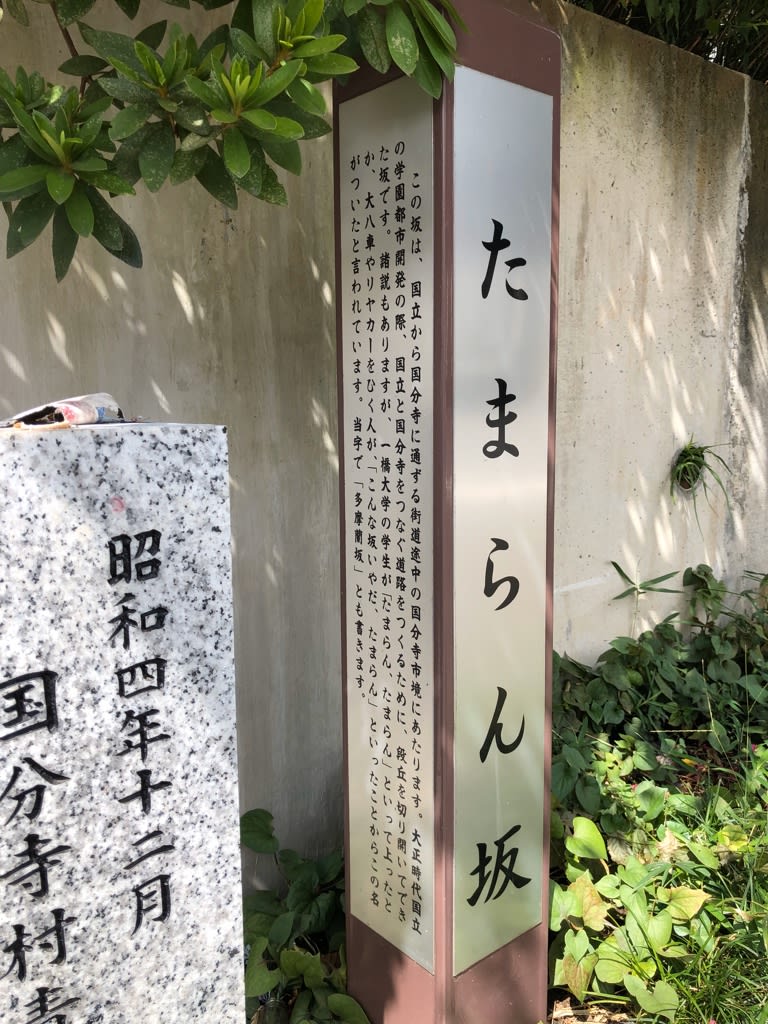 たまらん坂
この坂は、国立から国分寺に通ずる街道途中の国分寺市境にあたります。大正時代国立
の学園都市開発の際、国立と国分寺をつなぐ道路をつくるために、段丘を切り開いてでき
た坂です。諸説もありますが、一橋大学の学生が「たまらん、たまらん」といってよったと
か、大八車やリヤカーをひく人が、「こんな坂いやだ、たまらん」といったことからこの名
がついたと言われています。当字で「多摩蘭坂」とも書きます。
昭和四年十二月
国分寺村青